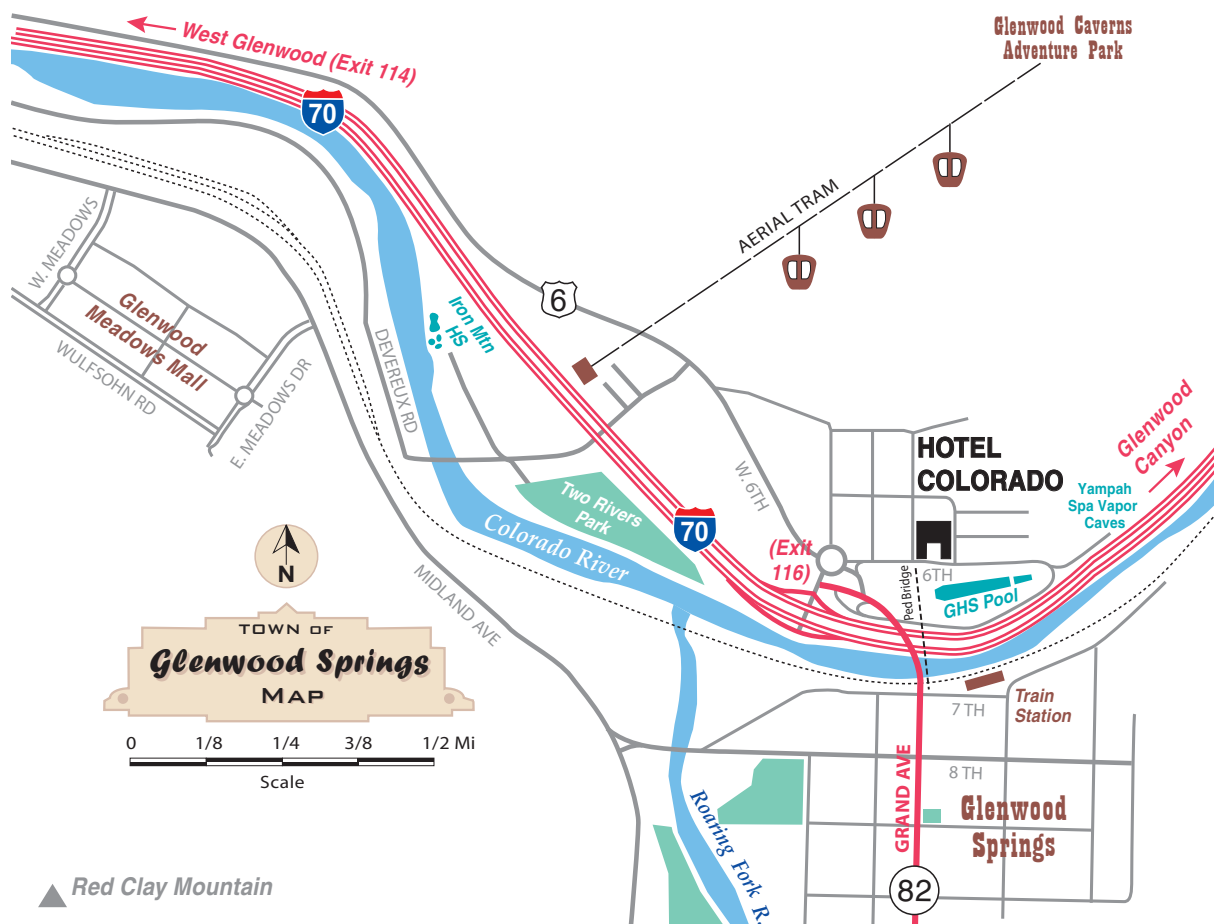 Glenwood Caverns
Adventure Park
West Glenwood (Exit 114)
70
AERIAL TRAM
W. MEADOWS
6
Glenwood
Meadows Mall
Iron Mtn
HS
WULFSOHN RD
DEVEREUX RD
E. MEADOWS DR
Glenwood
Canyon
HOTEL
COLORADO
W. 6TH
Yampah
Spa Vapor
Caves
Two Rivers
Park
70
Colorado River
(Exit
116)
6TH
Ped Bridge
GHS Pool
N
MIDLAND AVE
TOWN OF
Glenwood Springs
MAP
Train
Station
7 TH
0 1/8 1/4 3/8 1/2 Mi
Scale
8 TH
GRAND AVE
Roaring Fork R.
Glenwood
Springs
82
Red Clay Mountain